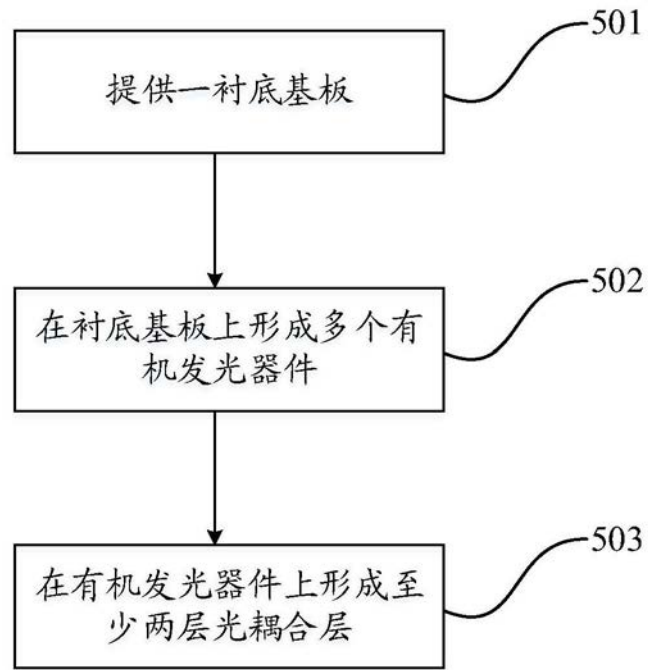 501
提供一衬底基板
502
在衬底基板上形成多个有
机发光器件
503
在有机发光器件上形成至
少两层光耦合层